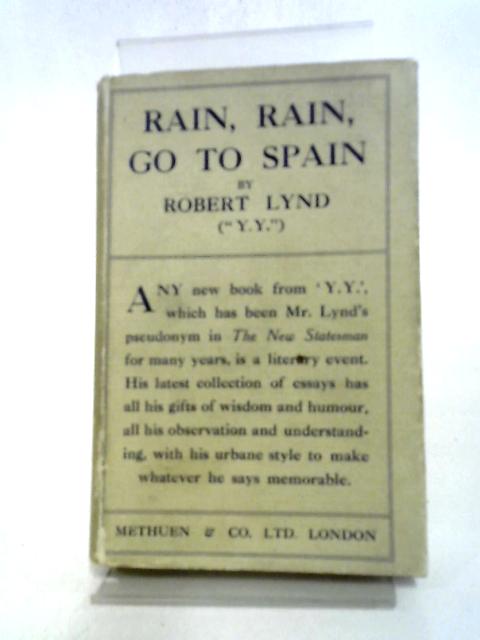 RAIN, RAIN,
GO TO SPAIN
BY
ROBERT LYND
("Y.Y.")
ANY new book from 'Y.Y.',
which has been Mr. Lynd's
pseudonym in The New Statesman
for many years, is a literary event.
His latest collection of essays has
all his gifts of wisdom and humour,
all his observation and understand-
ing, with his urbane style to make
whatever he says memorable.
METHUEN & CO. LTD. LONDON